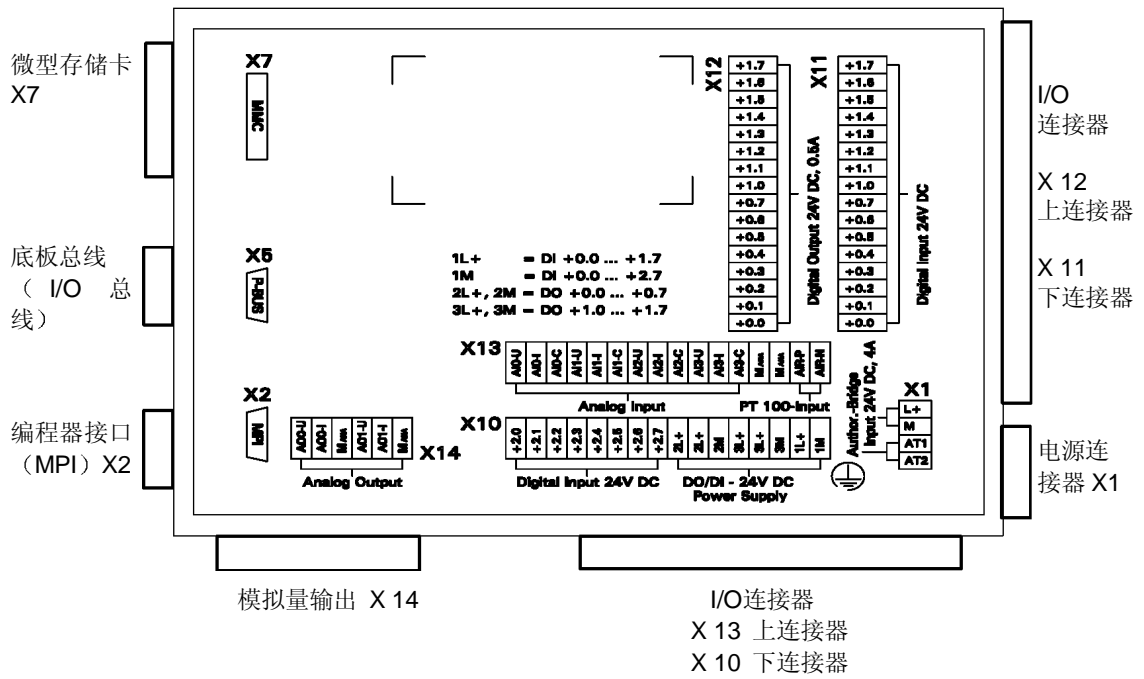 微型存储卡
X7
底板总线
（ I/O 总
线）
编程器接口
（MPI）X2
X7
MMC
X5
P-BUS
X2
MPI
1L+ = DI +0.0 ... +1.7
1M = DI +0.0 ... +2.7
2L+, 2M = DO +0.0 ... +0.7
3L+, 3M = DO +1.0 ... +1.7
X12
+1.7
+1.6
+1.5
+1.4
+1.3
+1.2
+1.1
+1.0
+0.7
+0.6
+0.5
+0.4
+0.3
+0.2
+0.1
+0.0
Digital Output 24V DC, 0.5A
X11
+1.7
+1.6
+1.5
+1.4
+1.3
+1.2
+1.1
+1.0
+0.7
+0.6
+0.5
+0.4
+0.3
+0.2
+0.1
+0.0
Digital Input 24V DC
X13
AI0-U AI0-I AI0-C AI1-U AI1-I AI1-C AI2-U AI2-I AI2-C AI3-U AI3-I AI3-C MANA MANA AIR-P AIR-N
Analog Input
PT 100-Input
X10
+2.0 +2.1 +2.2 +2.3 +2.4 +2.5 +2.6 +2.7 2L+ 2L+ 2M 3L+ 3L+ 3M 1L+ 1M
Digital Input 24V DC
DO/DI - 24V DC
Power Supply
AO0-U AO0-I MANA AO1-U AO1-I MANA
X14
Analog Output
Author.-Bridge
Input 24V DC, 4A
X1
L+
M
AT1
AT2
I/O
连接器
X 12
上连接器
X 11
下连接器
电源连
接器 X1
模拟量输出 X 14
I/O连接器
X 13 上连接器
X 10 下连接器